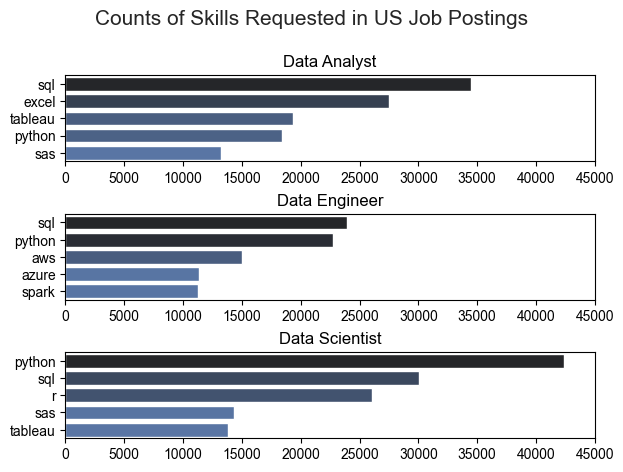 Counts of Skills Requested in US Job Postings
Data Analyst
sql
excel
tableau
python
sas
0 5000 10000 15000 20000 25000 30000 35000 40000 45000
Data Engineer
sql
python
aws
azure
spark
0 5000 10000 15000 20000 25000 30000 35000 40000 45000
Data Scientist
python
sql
r
sas
tableau
0 5000 10000 15000 20000 25000 30000 35000 40000 45000